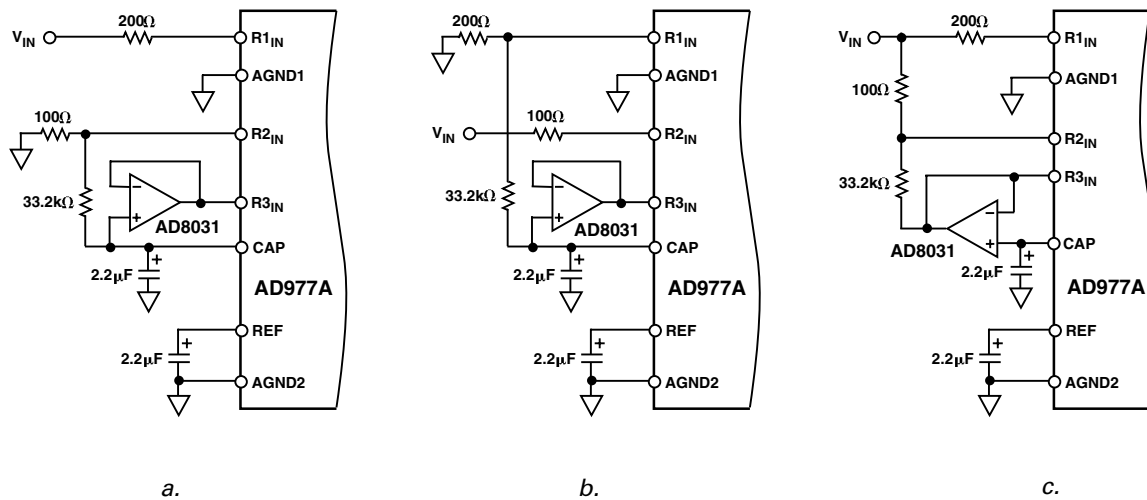 200Ω
V_IN
R1_IN
AGND1
100Ω
R2_IN
33.2kΩ
−
+
AD8031
R3_IN
CAP
+
2.2μF
AD977A
REF
+
2.2μF
AGND2
a.
200Ω
R1_IN
AGND1
100Ω
V_IN
R2_IN
33.2kΩ
−
+
AD8031
R3_IN
CAP
+
2.2μF
AD977A
REF
+
2.2μF
AGND2
b.
200Ω
V_IN
R1_IN
AGND1
100Ω
R2_IN
33.2kΩ
R3_IN
−
+
AD8031
CAP
+
2.2μF
AD977A
REF
+
2.2μF
AGND2
c.